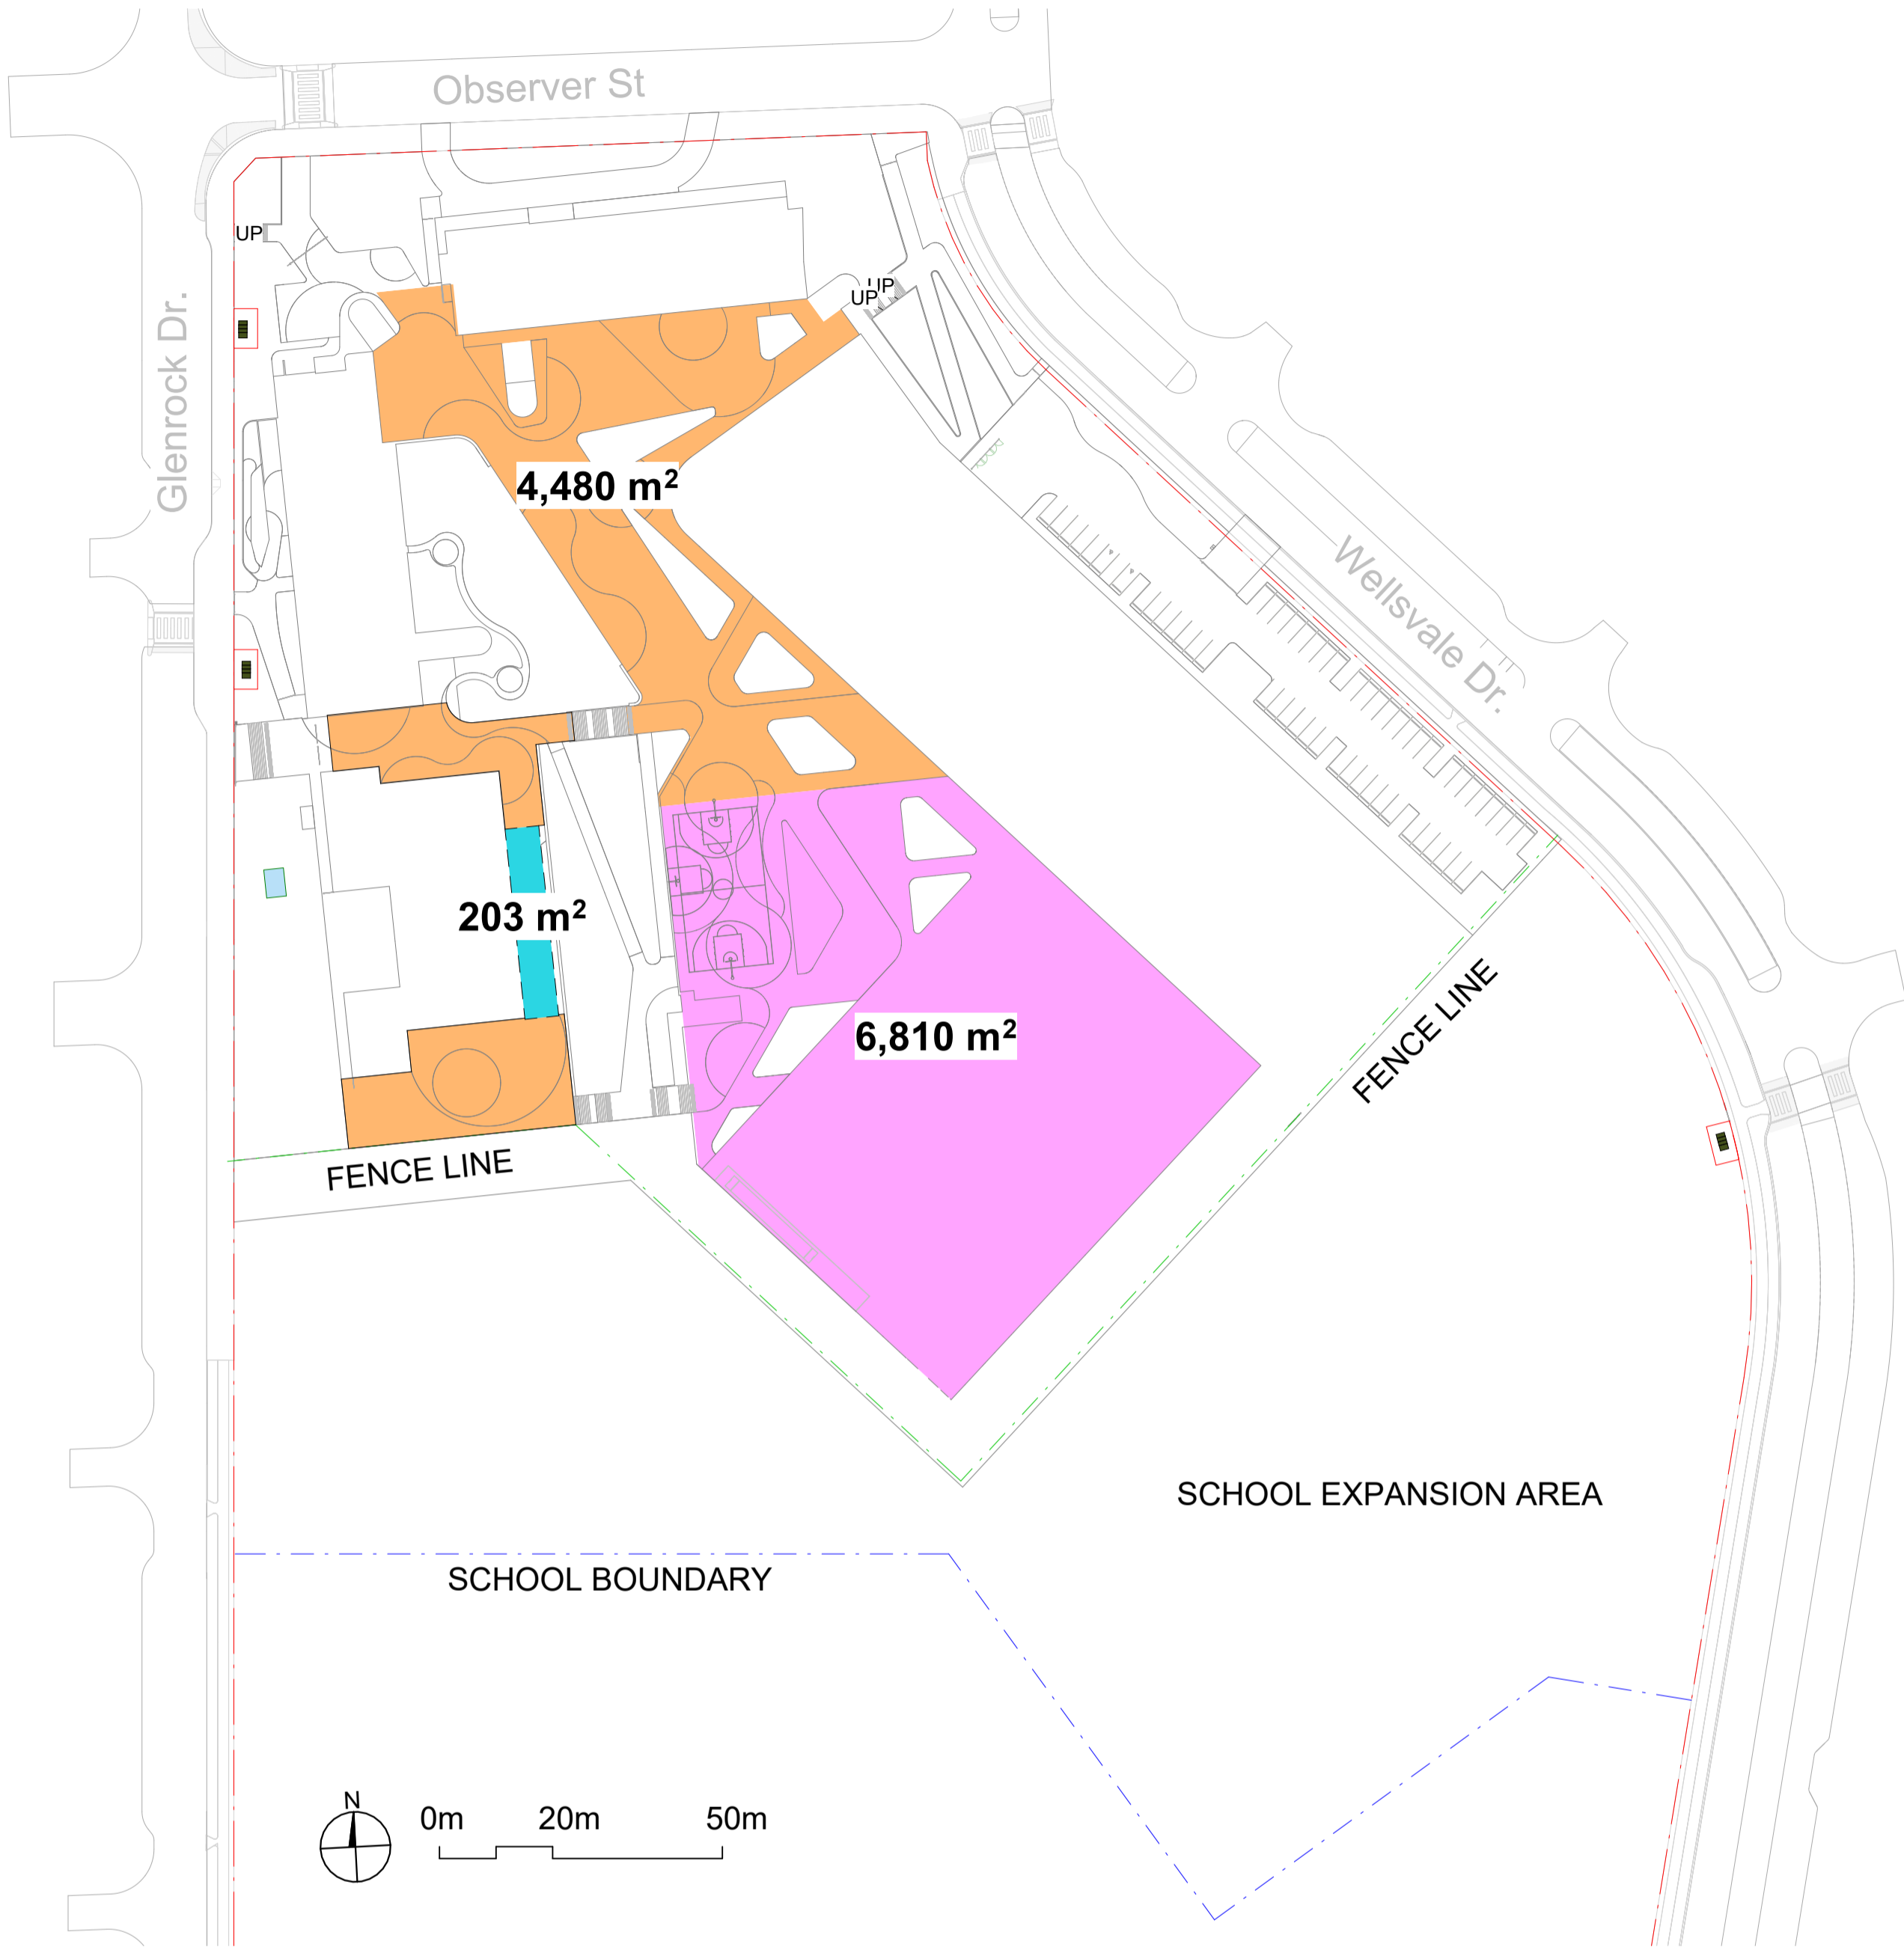 Observer St
UP
Glenrock Dr.
UP
UP
4,480 m²
Wellsvale Dr.
203 m²
6,810 m²
FENCE LINE
FENCE LINE
SCHOOL EXPANSION AREA
SCHOOL BOUNDARY
N
0m 20m 50m